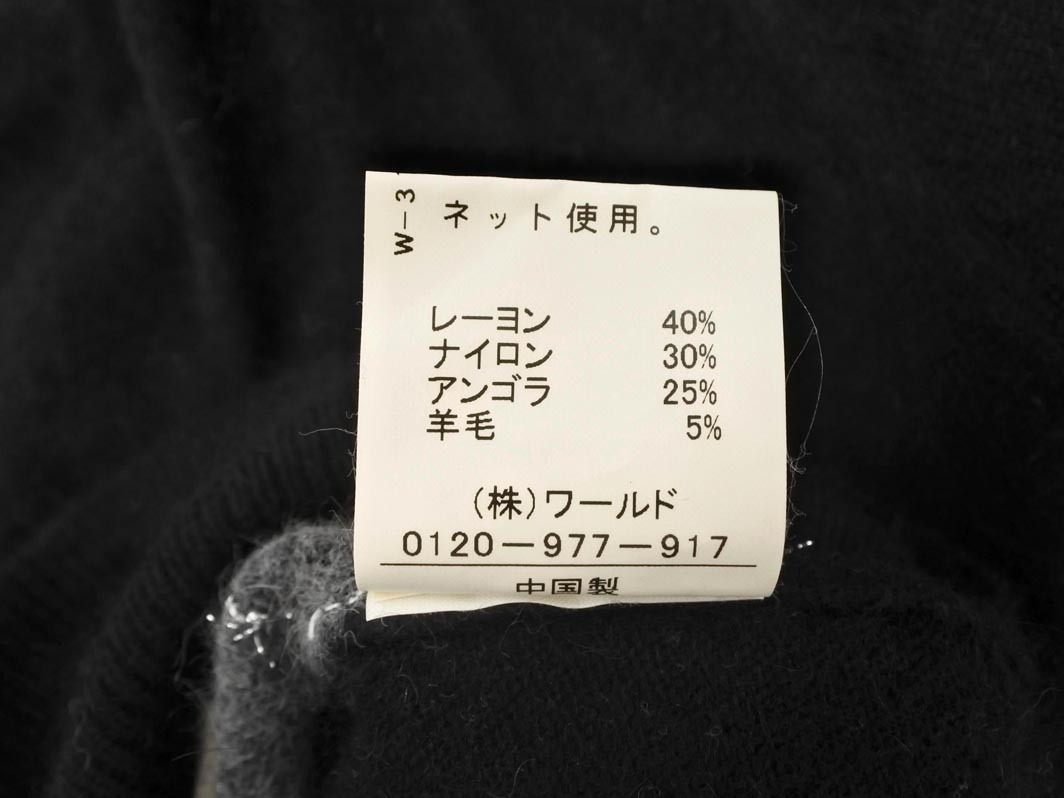 W-3
ネット使用。
レーヨン 40%
ナイロン 30%
アンゴラ 25%
羊毛 5%
(株)ワールド
0120-977-917
中国製